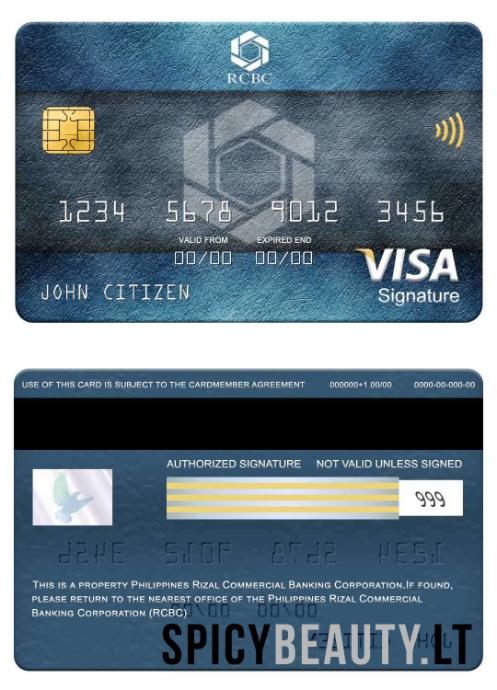 RCBC
1234 5678 9012 3456
VALID FROM EXPIRED END
00/00 00/00
JOHN CITIZEN
VISA
Signature
USE OF THIS CARD IS SUBJECT TO THE CARDMEMBER AGREEMENT 000000+1 00/00 0000-00-000-00
AUTHORIZED SIGNATURE NOT VALID UNLESS SIGNED
999
THIS IS A PROPERTY PHILIPPINES RIZAL COMMERCIAL BANKING CORPORATION.IF FOUND,
PLEASE RETURN TO THE NEAREST OFFICE OF THE PHILIPPINES RIZAL COMMERCIAL
BANKING CORPORATION (RCBC)
SPICYBEAUTY.LT